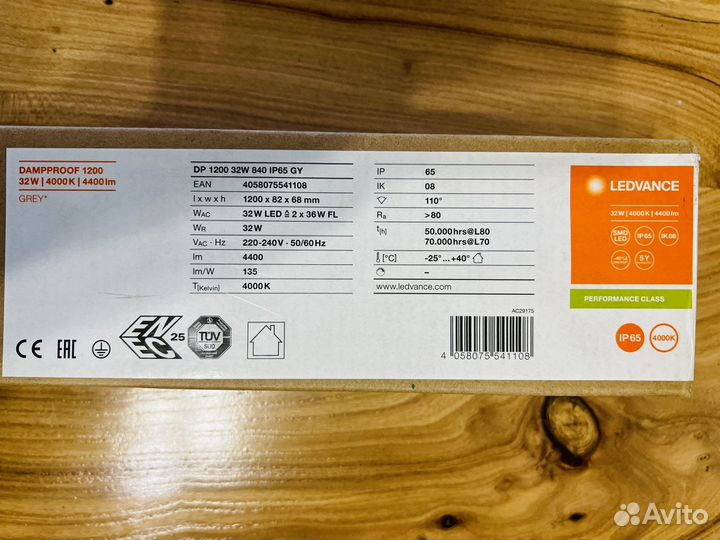 DAMPPROOF 1200
32W | 4000K | 4400lm
GREY*
DP 1200 32W 840 IP65 GY
EAN 4058075541108
l x w x h 1200 x 82 x 68 mm
WAC 32W LED ≙ 2 x 36W FL
WR 32W
VAC · Hz 220-240V · 50/60Hz
lm 4400
lm/W 135
T[Kelvin] 4000K
IP 65
IK 08
110°
Ra >80
t[h] 50.000hrs@L80
70.000hrs@L70
[°C] -25°...+40°
–
www.ledvance.com
AC29175
CE EAC ENEC 25 TÜV
SÜD
4 058075 541108
LEDVANCE
32W | 4000K | 4400lm
SMD
LED
IP65
IK08
5Y
PERFORMANCE CLASS
IP65
4000K
Avito